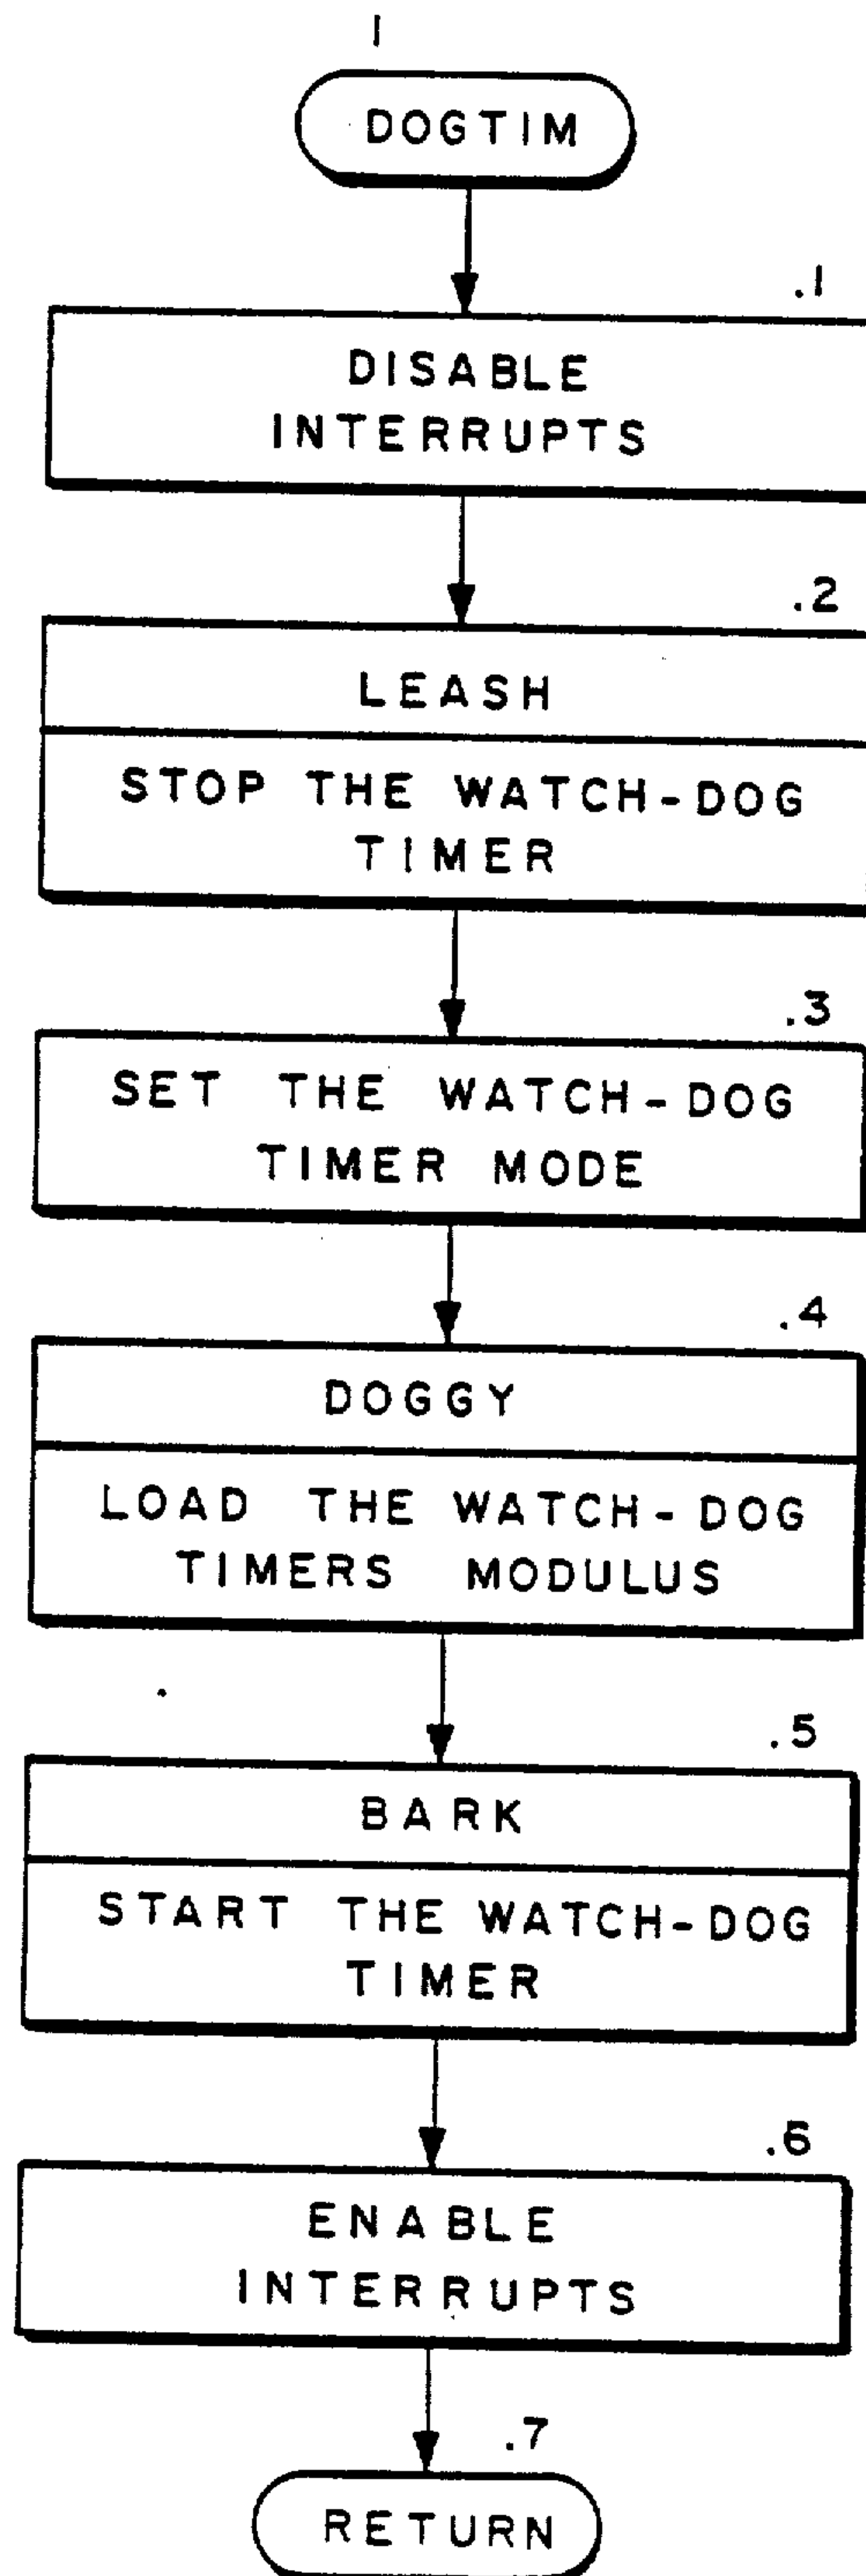 1
DOGTIM
.1
DISABLE
INTERRUPTS
.2
LEASH
STOP THE WATCH-DOG
TIMER
.3
SET THE WATCH-DOG
TIMER MODE
.4
DOGGY
LOAD THE WATCH-DOG
TIMERS MODULUS
.5
BARK
START THE WATCH-DOG
TIMER
.6
ENABLE
INTERRUPTS
.7
RETURN